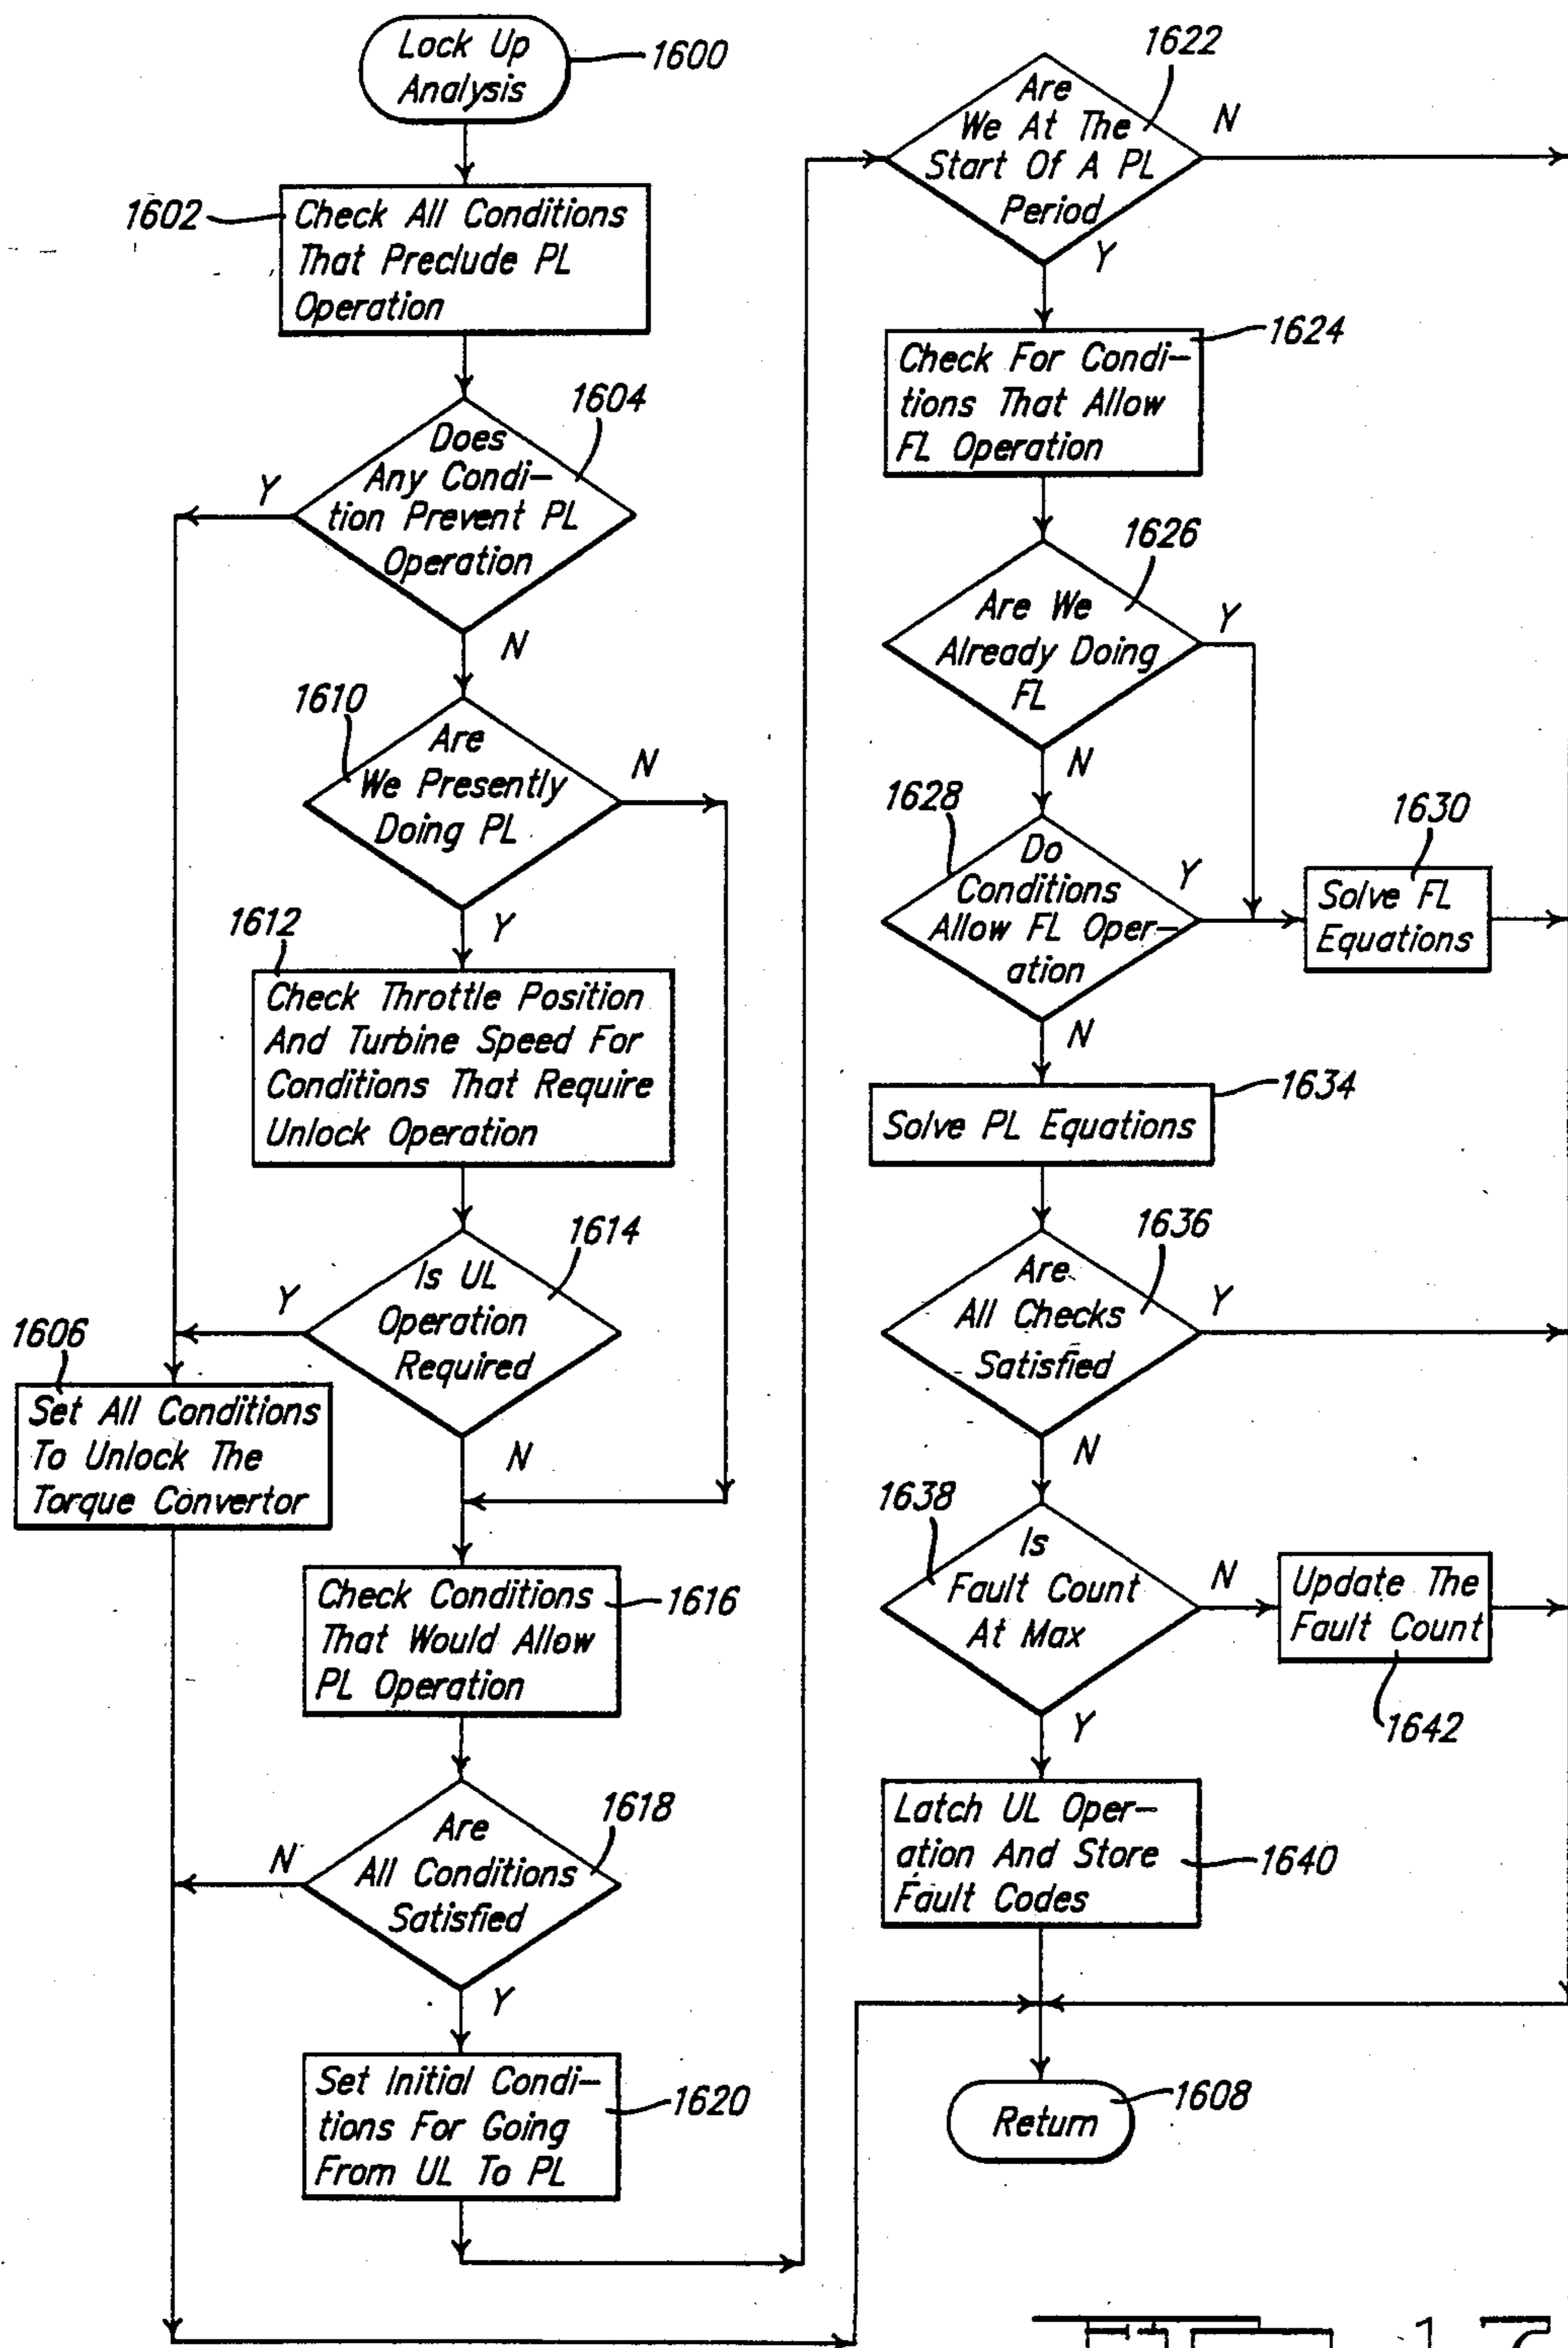 Lock Up
Analysis
1600
1602
Check All Conditions
That Preclude PL
Operation
1604
Does
Any Condi-
tion Prevent PL
Operation
Y
N
1610
Are
We Presently
Doing PL
N
Y
1612
Check Throttle Position
And Turbine Speed For
Conditions That Require
Unlock Operation
1614
Is UL
Operation
Required
Y
N
1606
Set All Conditions
To Unlock The
Torque Convertor
Check Conditions
That Would Allow
PL Operation
1616
1618
Are
All Conditions
Satisfied
N
Y
Set Initial Condi-
tions For Going
From UL To PL
1620
1622
Are
We At The
Start Of A PL
Period
N
Y
1624
Check For Condi-
tions That Allow
FL Operation
1626
Are We
Already Doing
FL
Y
N
1628
Do
Conditions
Allow FL Oper-
ation
Y
N
1630
Solve FL
Equations
1634
Solve PL Equations
1636
Are
All Checks
Satisfied
Y
N
1638
Is
Fault Count
At Max
N
Y
Update The
Fault Count
1642
Latch UL Oper-
ation And Store
Fault Codes
1640
Return
1608